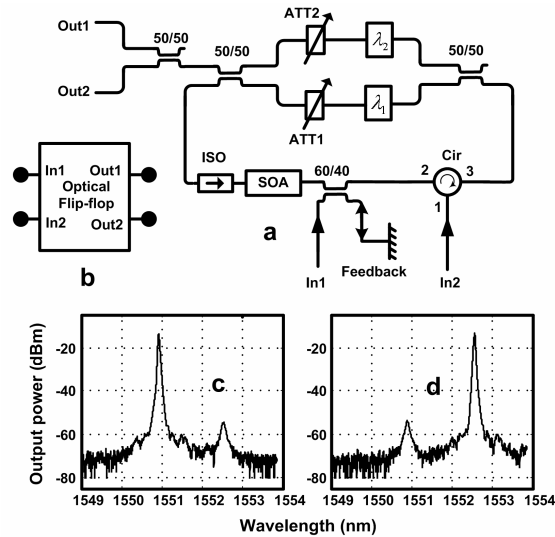 Out1
Out2
50/50
50/50
ATT2
λ2
50/50
ATT1
λ1
ISO
SOA
60/40
Cir
2
3
1
In1
Feedback
In2
a
In1
Out1
Optical
Flip-flop
In2
Out2
b
Output power (dBm)
-20
-40
-60
-80
c
1549
1550
1551
1552
1553
1554
-20
-40
-60
-80
d
1549
1550
1551
1552
1553
1554
Wavelength (nm)